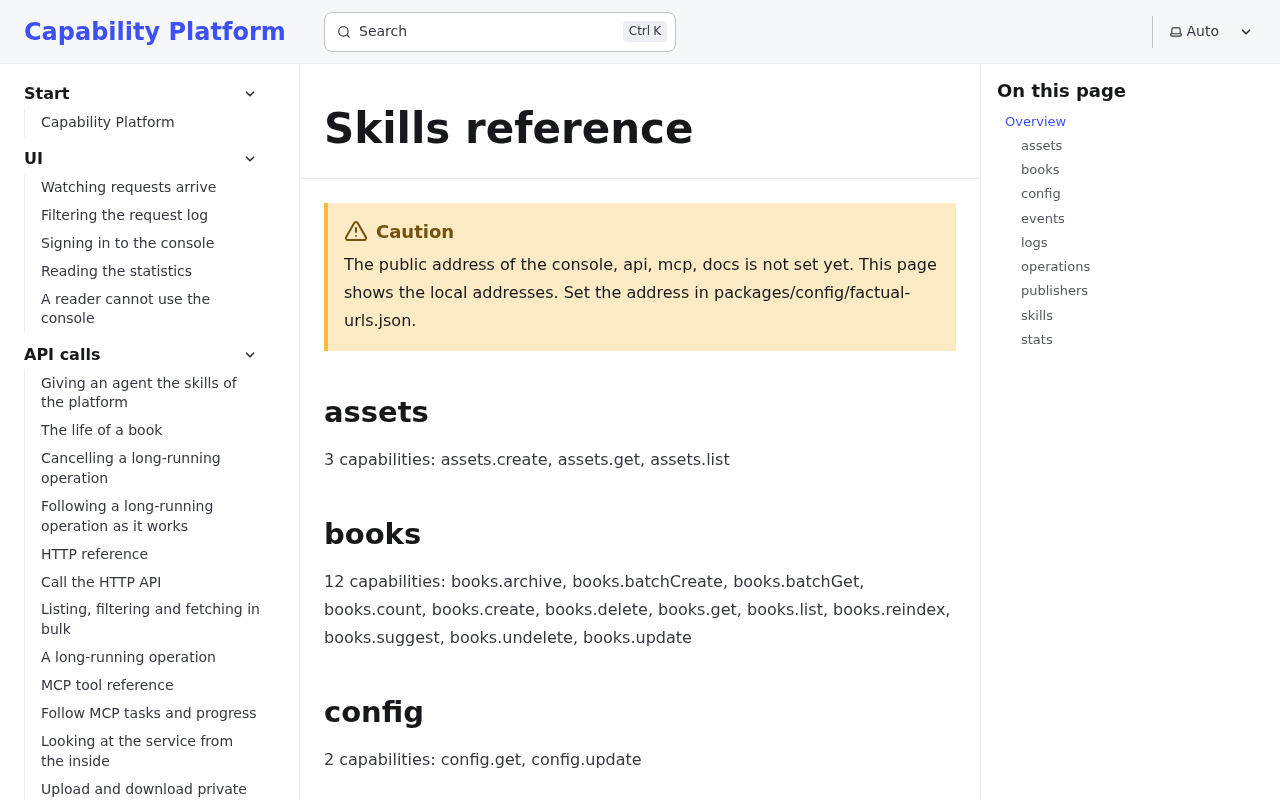 Capability Platform
Search
Ctrl K
Auto
Start
Capability Platform
UI
Watching requests arrive
Filtering the request log
Signing in to the console
Reading the statistics
A reader cannot use the
console
API calls
Giving an agent the skills of
the platform
The life of a book
Cancelling a long-running
operation
Following a long-running
operation as it works
HTTP reference
Call the HTTP API
Listing, filtering and fetching in
bulk
A long-running operation
MCP tool reference
Follow MCP tasks and progress
Looking at the service from
the inside
Upload and download private
Skills reference
Caution
The public address of the console, api, mcp, docs is not set yet. This page
shows the local addresses. Set the address in packages/config/factual-
urls.json.
assets
3 capabilities: assets.create, assets.get, assets.list
books
12 capabilities: books.archive, books.batchCreate, books.batchGet,
books.count, books.create, books.delete, books.get, books.list, books.reindex,
books.suggest, books.undelete, books.update
config
2 capabilities: config.get, config.update
On this page
Overview
assets
books
config
events
logs
operations
publishers
skills
stats